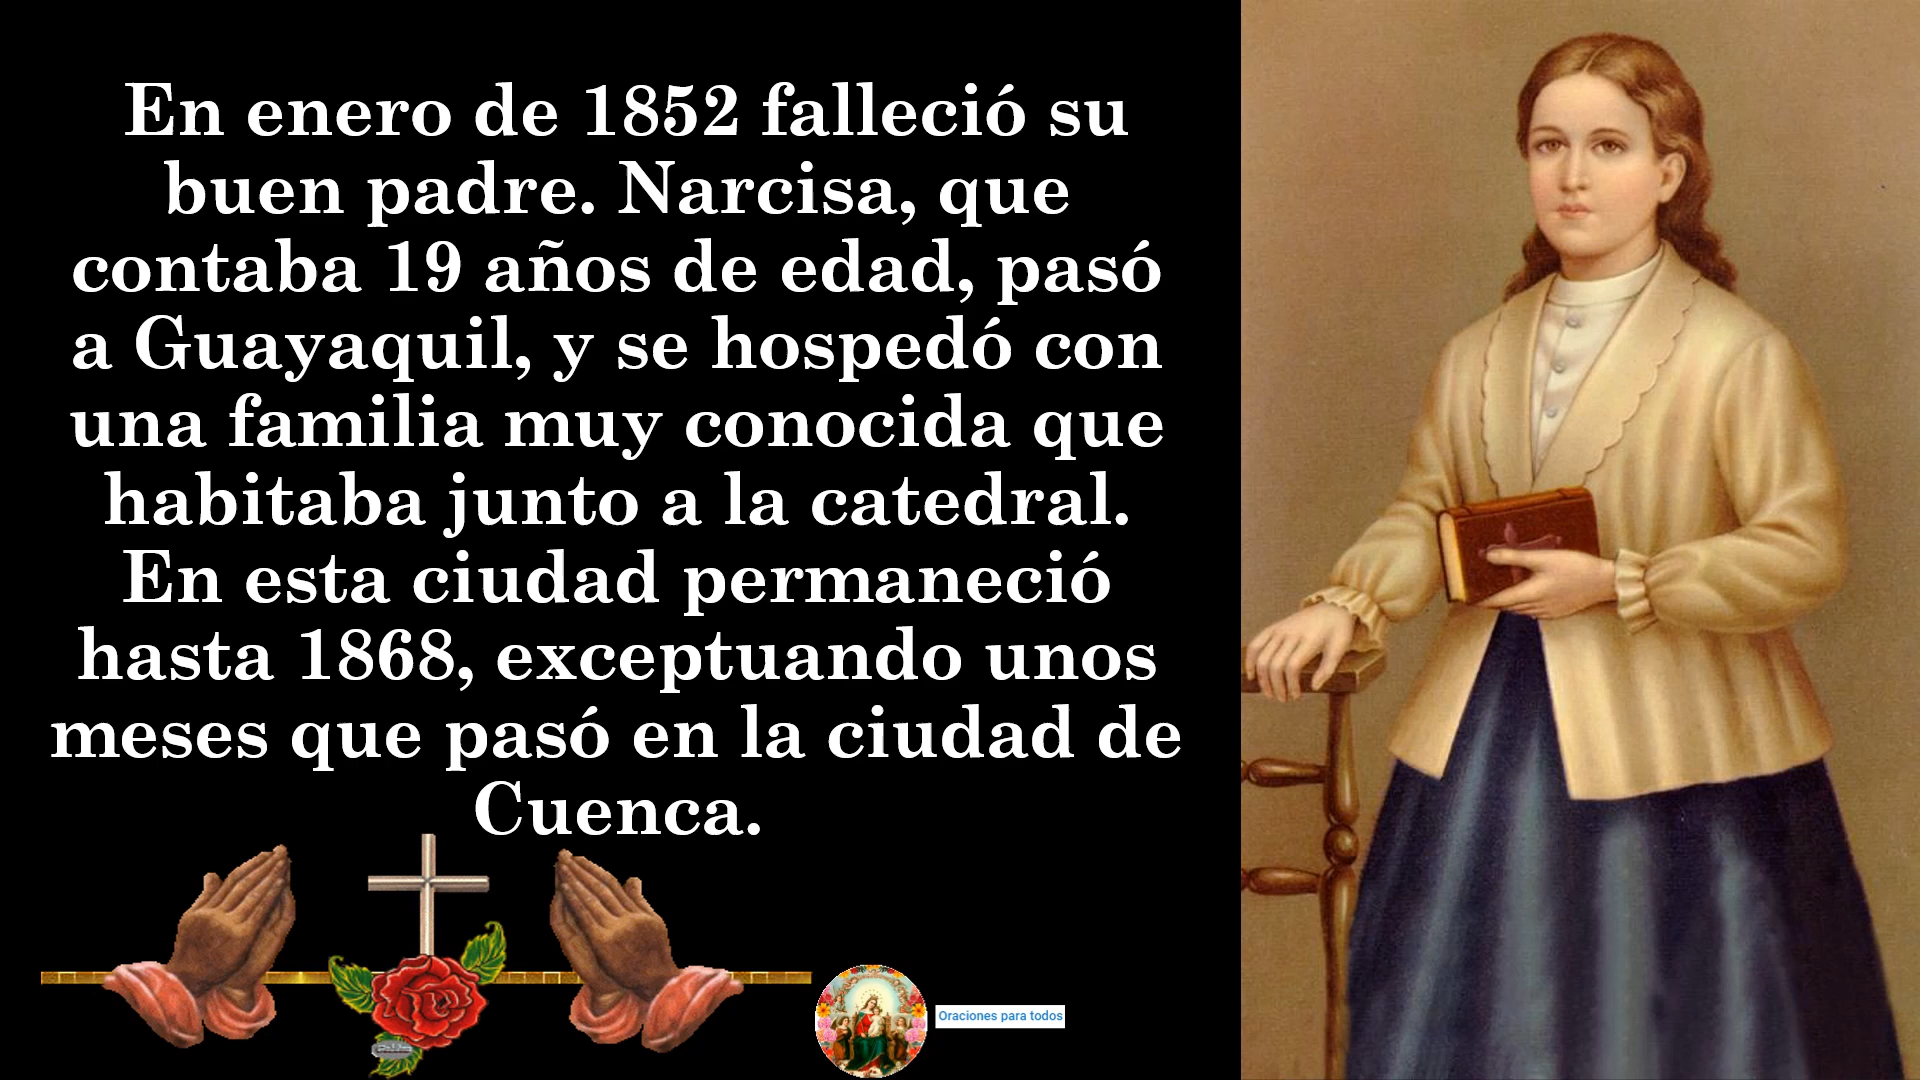 En enero de 1852 falleció su
buen padre. Narcisa, que
contaba 19 años de edad, pasó
a Guayaquil, y se hospedó con
una familia muy conocida que
habitaba junto a la catedral.
En esta ciudad permaneció
hasta 1868, exceptuando unos
meses que pasó en la ciudad de
Cuenca.
Oraciones para todos